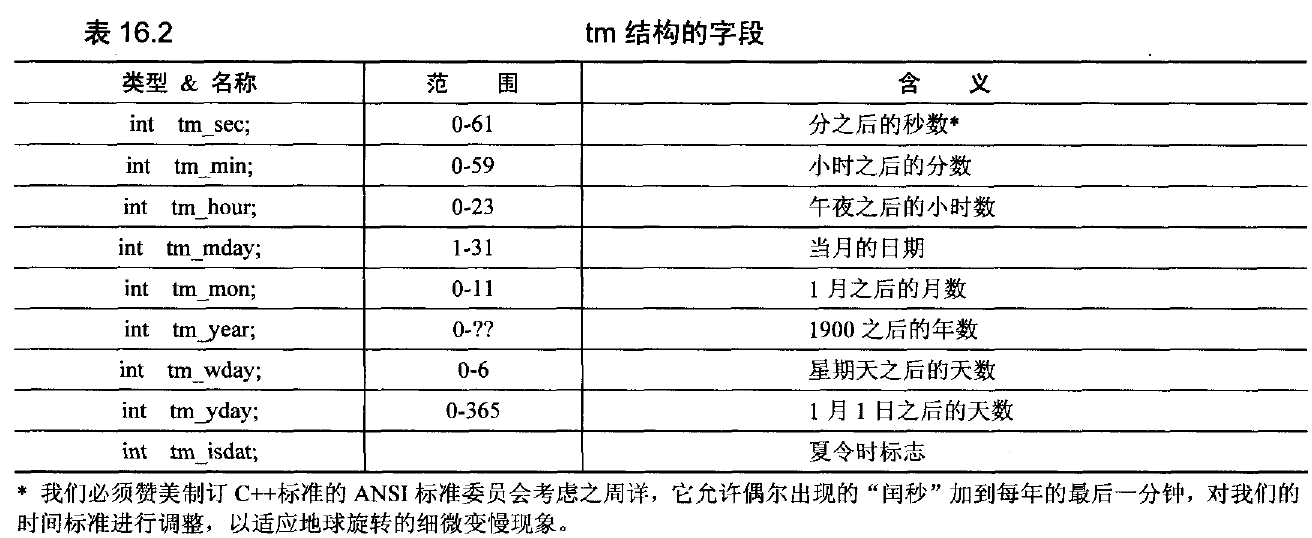 表 16.2 tm 结构的字段
类型 & 名称 范 围 含 义
int tm_sec; 0-61 分之后的秒数*
int tm_min; 0-59 小时之后的分数
int tm_hour; 0-23 午夜之后的小时数
int tm_mday; 1-31 当月的日期
int tm_mon; 0-11 1 月之后的月数
int tm_year; 0-?? 1900 之后的年数
int tm_wday; 0-6 星期天之后的天数
int tm_yday; 0-365 1 月 1 日之后的天数
int tm_isdat; 夏令时标志
* 我们必须赞美制订 C++标准的 ANSI 标准委员会考虑之周详，它允许偶尔出现的“闰秒”加到每年的最后一分钟，对我们的
时间标准进行调整，以适应地球旋转的细微变慢现象。